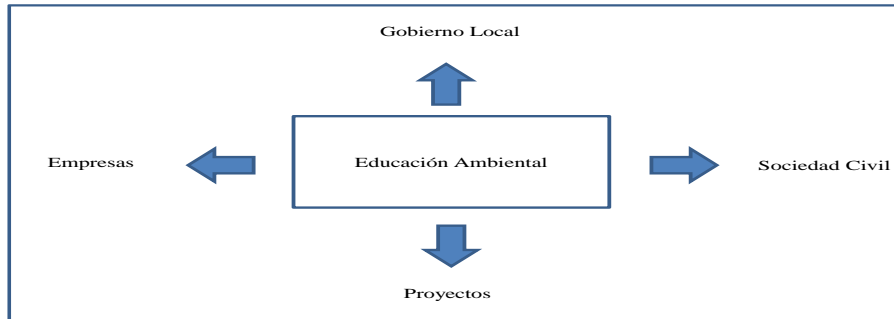 Gobierno Local
Empresas
Educación Ambiental
Sociedad Civil
Proyectos